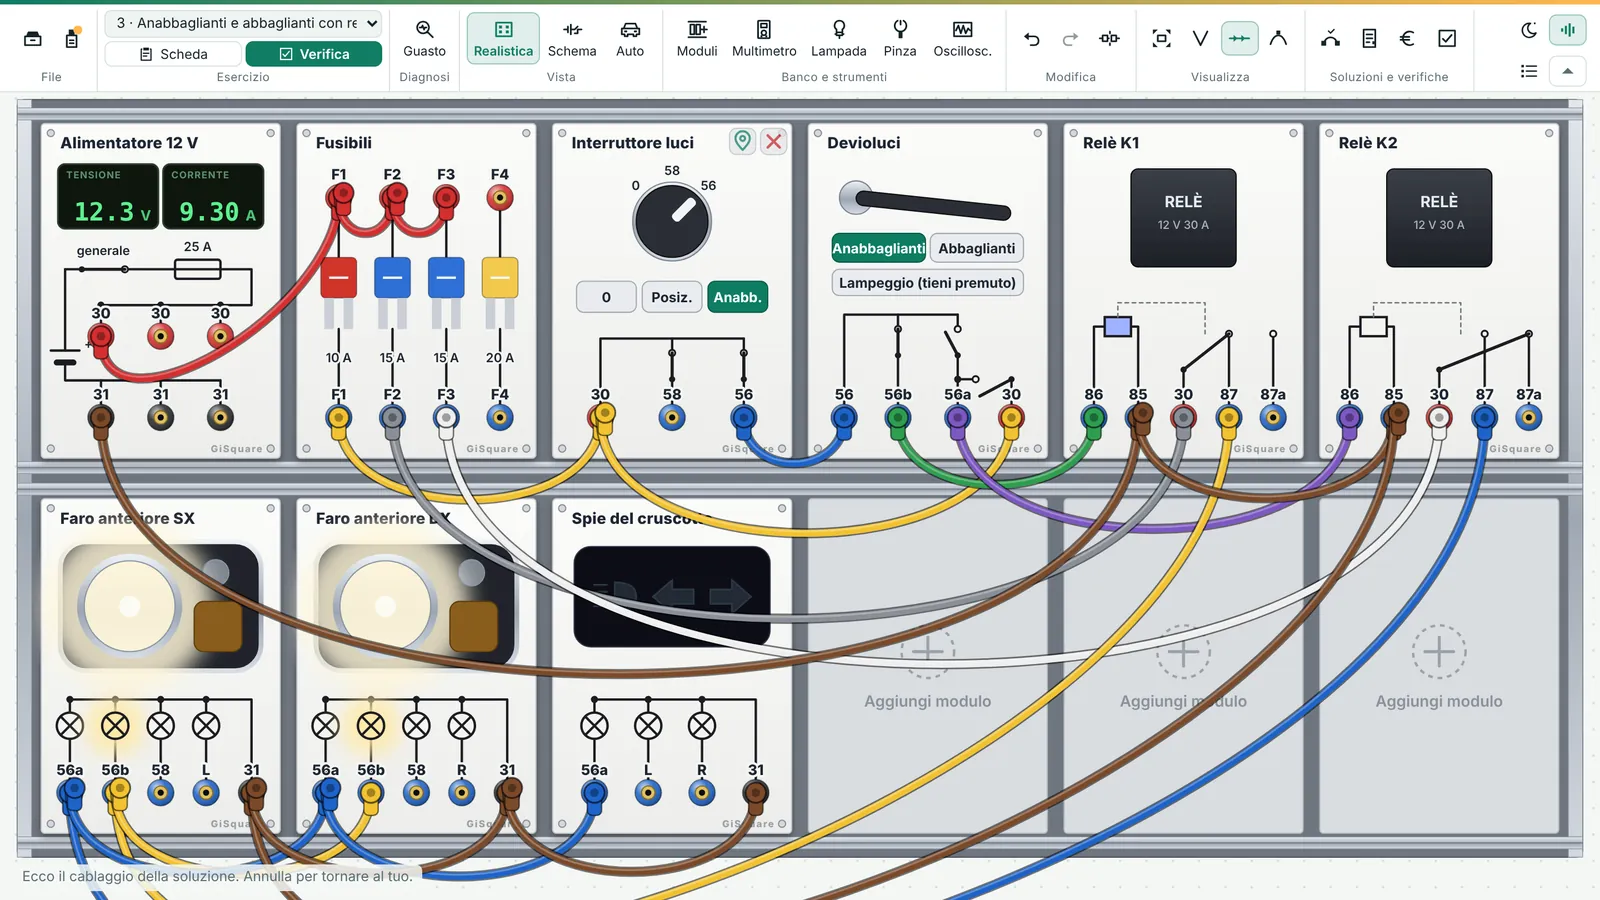 3 · Anabbaglianti e abbaglianti con re
Scheda
Verifica
Guasto
Realistica
Schema
Auto
Moduli
Multimetro
Lampada
Pinza
Oscillosc.
File
Esercizio
Diagnosi
Vista
Banco e strumenti
Modifica
Visualizza
Soluzioni e verifiche
Alimentatore 12 V
TENSIONE
12.3 V
CORRENTE
9.30 A
generale
25 A
30
30
30
+
31
31
31
GiSquare
Fusibili
F1
F2
F3
F4
10 A
15 A
15 A
20 A
F1
F2
F3
F4
GiSquare
Interruttore luci
0
58
56
0
Posiz.
Anabb.
30
58
56
GiSquare
Devioluci
Anabbaglianti
Abbaglianti
Lampeggio (tieni premuto)
56
56b
56a
30
GiSquare
Relè K1
RELÈ
12 V 30 A
86
85
30
87
87a
GiSquare
Relè K2
RELÈ
12 V 30 A
86
85
30
87
87a
GiSquare
Faro anteriore SX
56a
56b
58
L
31
GiSquare
Faro anteriore DX
56a
56b
58
R
31
GiSquare
Spie del cruscotto
56a
L
R
31
GiSquare
Aggiungi modulo
Aggiungi modulo
Aggiungi modulo
Ecco il cablaggio della soluzione. Annulla per tornare al tuo.